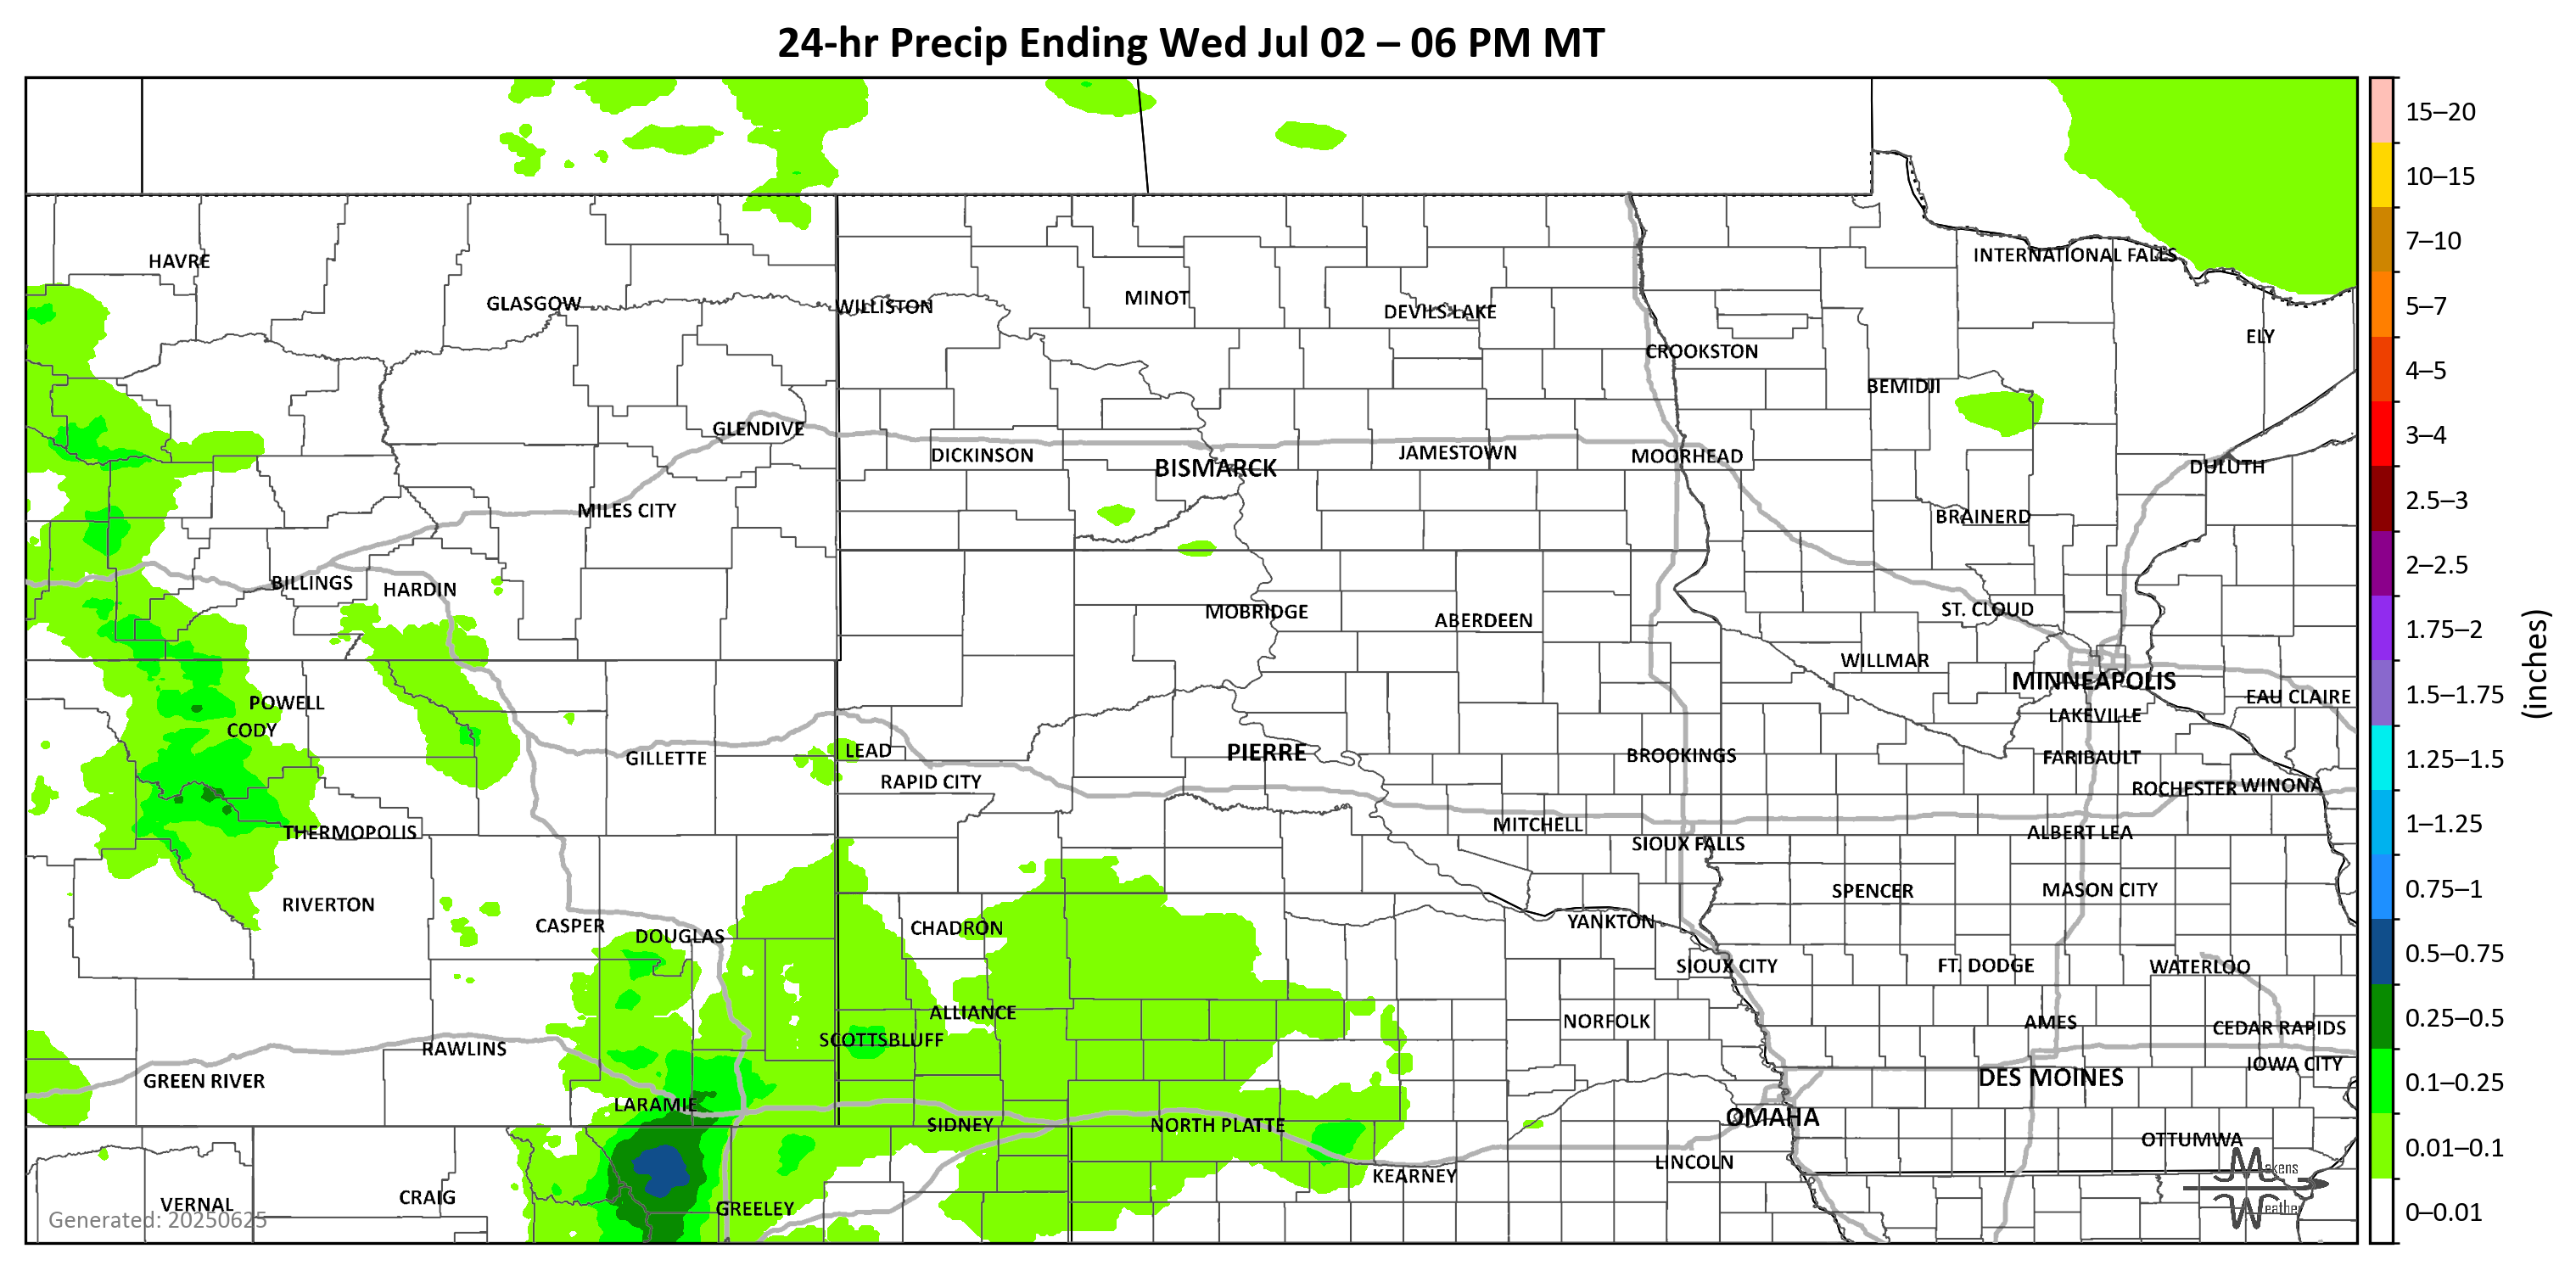 24-hr Precip Ending Wed Jul 02 – 06 PM MT
15–20
10–15
7–10
5–7
4–5
3–4
2.5–3
2–2.5
1.75–2
1.5–1.75
1.25–1.5
1–1.25
0.75–1
0.5–0.75
0.25–0.5
0.1–0.25
0.01–0.1
0–0.01
(inches)
HAVRE
INTERNATIONAL FALLS
GLASGOW
WILLISTON
MINOT
DEVILS LAKE
ELY
CROOKSTON
BEMIDJI
GLENDIVE
DICKINSON
BISMARCK
JAMESTOWN
MOORHEAD
DULUTH
MILES CITY
BRAINERD
BILLINGS
HARDIN
MOBRIDGE
ABERDEEN
ST. CLOUD
WILLMAR
MINNEAPOLIS
EAU CLAIRE
POWELL
LAKEVILLE
CODY
GILLETTE
LEAD
PIERRE
BROOKINGS
FARIBAULT
RAPID CITY
ROCHESTER
WINONA
THERMOPOLIS
MITCHELL
SIOUX FALLS
ALBERT LEA
RIVERTON
SPENCER
MASON CITY
CASPER
DOUGLAS
CHADRON
YANKTON
SIOUX CITY
FT. DODGE
WATERLOO
ALLIANCE
NORFOLK
AMES
CEDAR RAPIDS
RAWLINS
SCOTTSBLUFF
IOWA CITY
GREEN RIVER
DES MOINES
LARAMIE
SIDNEY
NORTH PLATTE
OMAHA
OTTUMWA
LINCOLN
KEARNEY
VERNAL
CRAIG
GREELEY
Generated: 20250625
Makens
Weather